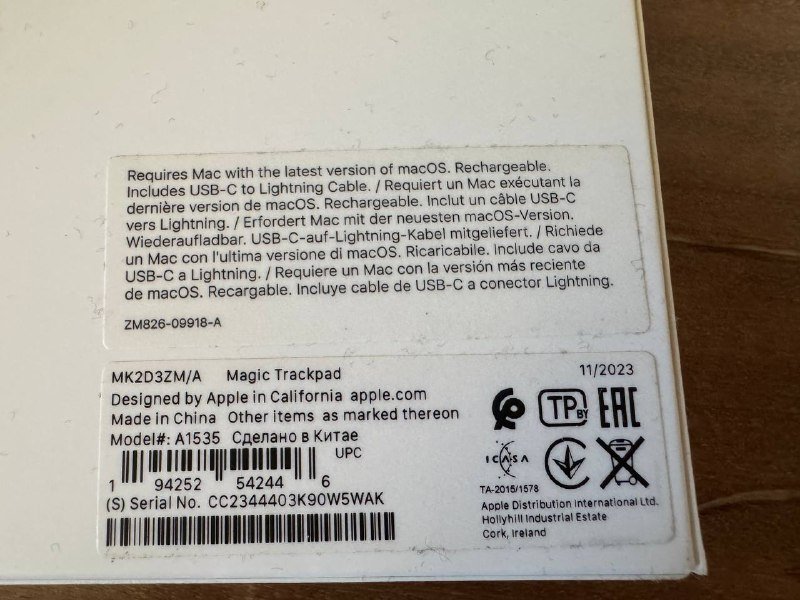 Requires Mac with the latest version of macOS. Rechargeable.
Includes USB-C to Lightning Cable. / Requiert un Mac exécutant la
dernière version de macOS. Rechargeable. Inclut un câble USB-C
vers Lightning. / Erfordert Mac mit der neuesten macOS-Version.
Wiederaufladbar. USB-C-auf-Lightning-Kabel mitgeliefert. / Richiede
un Mac con l'ultima versione di macOS. Ricaricabile. Include cavo da
USB-C a Lightning. / Requiere un Mac con la versión más reciente
de macOS. Recargable. Incluye cable de USB-C a conector Lightning.
ZM826-09918-A
MK2D3ZM/A Magic Trackpad 11/2023
Designed by Apple in California apple.com
Made in China Other items as marked thereon
Model#: A1535 Сделано в Китае
TP BY
EAC
UPC
1 94252 54244 6
ICASA
TA-2015/1578
(S) Serial No. CC2344403K90W5WAK
Apple Distribution International Ltd.
Hollyhill Industrial Estate
Cork, Ireland